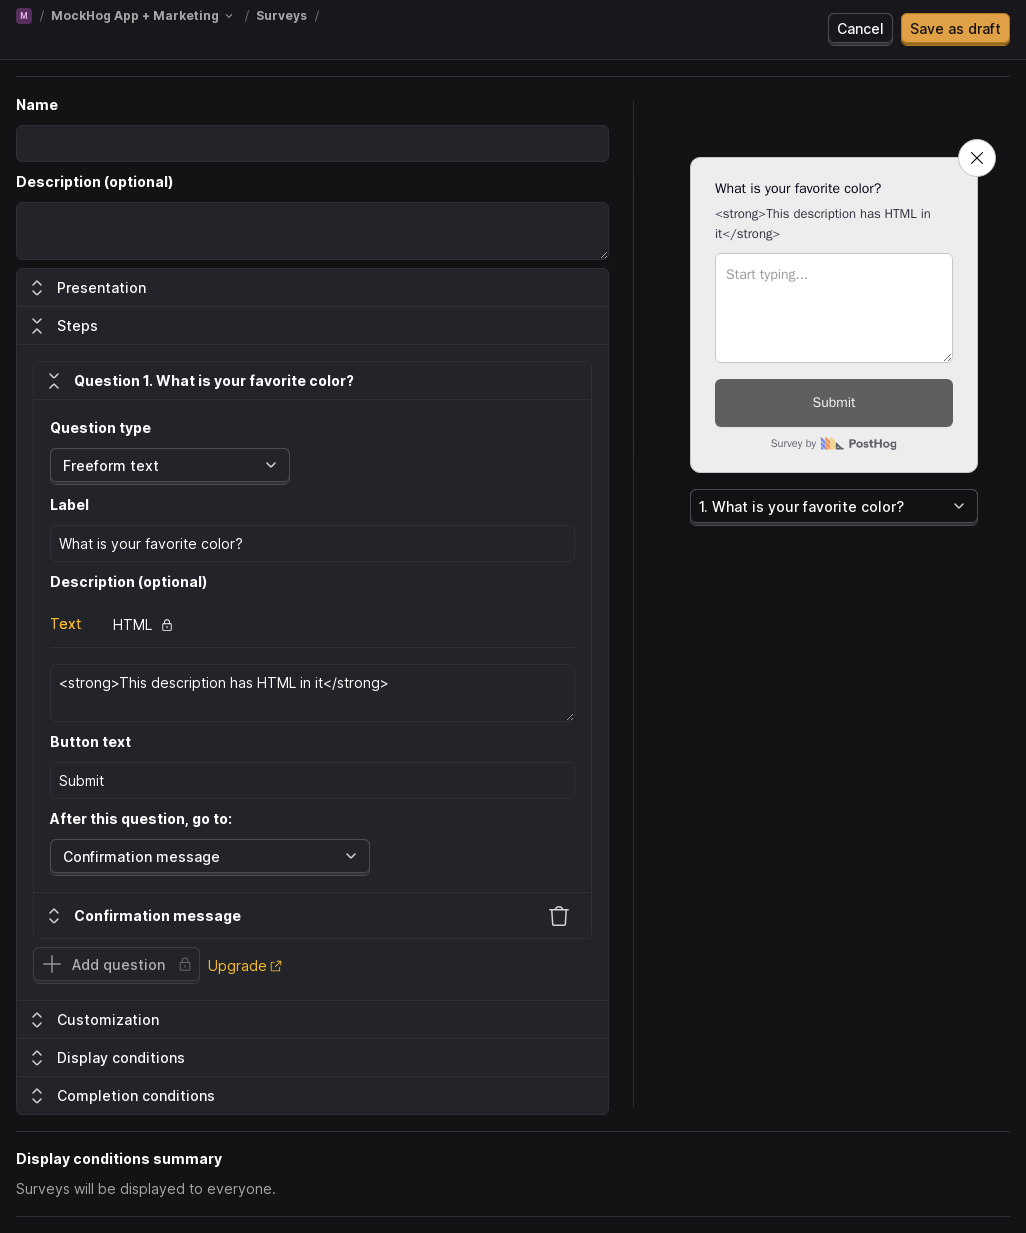 M / MockHog App + Marketing / Surveys /
Cancel
Save as draft
Name
Description (optional)
Presentation
Steps
Question 1. What is your favorite color?
Question type
Freeform text
Label
What is your favorite color?
Description (optional)
Text
HTML
<strong>This description has HTML in it</strong>
Button text
Submit
After this question, go to:
Confirmation message
Confirmation message
Add question
Upgrade
Customization
Display conditions
Completion conditions
What is your favorite color?
<strong>This description has HTML in
it</strong>
Start typing...
Submit
Survey by PostHog
1. What is your favorite color?
Display conditions summary
Surveys will be displayed to everyone.